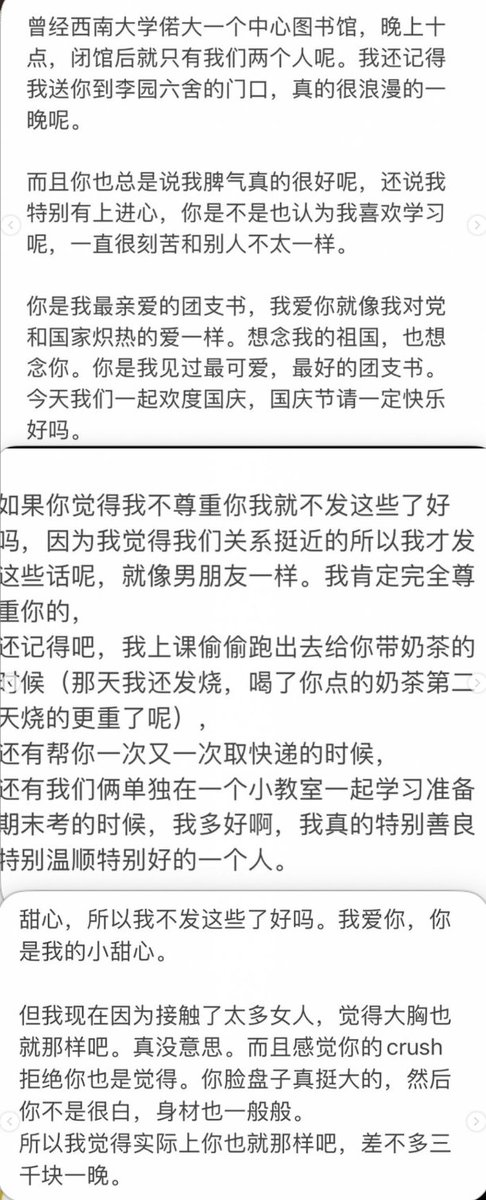 曾经西南大学偌大一个中心图书馆，晚上十
点，闭馆后就只有我们两个人呢。我还记得
我送你到李园六舍的门口，真的很浪漫的一
晚呢。
而且你也总是说我脾气真的很好呢，还说我
特别有上进心，你是不是也认为我喜欢学习
呢，一直很刻苦和别人不太一样。
你是我最亲爱的团支书，我爱你就像我对党
和国家炽热的爱一样。想念我的祖国，也想
念你。你是我见过最可爱，最好的团支书。
今天我们一起欢度国庆，国庆节请一定快乐
好吗。
如果你觉得我不尊重你我就不发这些了好
吗，因为我觉得我们关系挺近的所以我才发
这些话呢，就像男朋友一样。我肯定完全尊
重你的，
还记得吧，我上课偷偷跑出去给你带奶茶的
时候（那天我还发烧，喝了你点的奶茶第二
天烧的更重了呢），
还有帮你一次又一次取快递的时候，
还有我们俩单独在一个小教室一起学习准备
期末考的时候，我多好啊，我真的特别善良
特别温顺特别好的一个人。
甜心，所以我不发这些了好吗。我爱你，你
是我的小甜心。
但我现在因为接触了太多女人，觉得大胸也
就那样吧。真没意思。而且感觉你的crush
拒绝你也是觉得。你脸盘子真挺大的，然后
你不是很白，身材也一般般。
所以我觉得实际上你也就那样吧，差不多三
千块一晚。